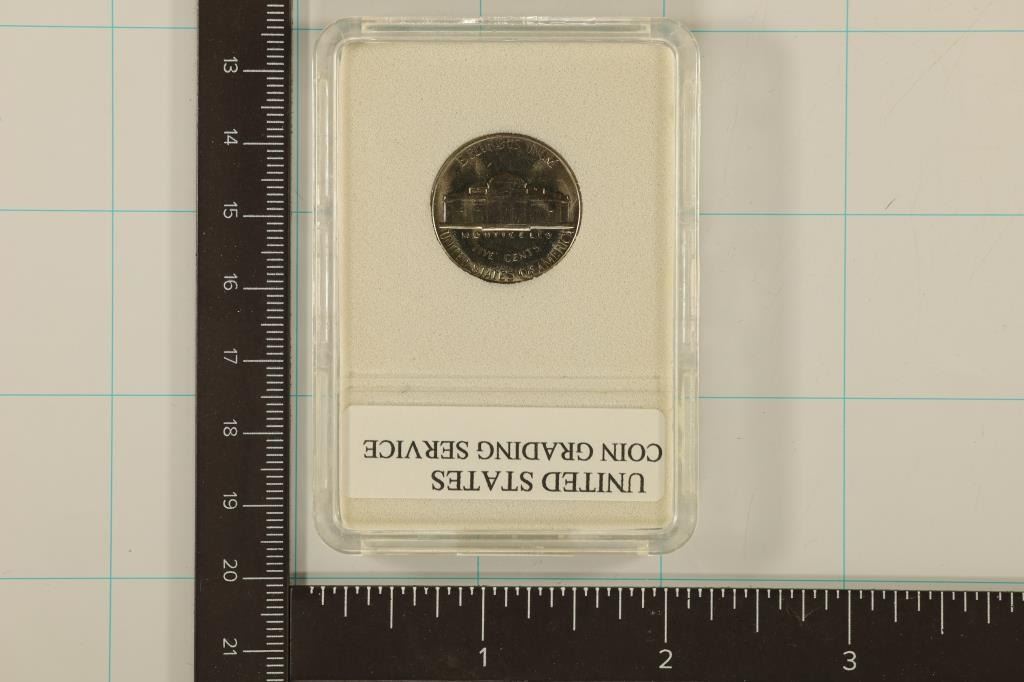 E PLURIBUS UNUM
MONTICELLO
FIVE CENTS
UNITED STATES OF AMERICA
UNITED STATES
COIN GRADING SERVICE
13
14
15
16
17
18
19
20
21
1 2 3